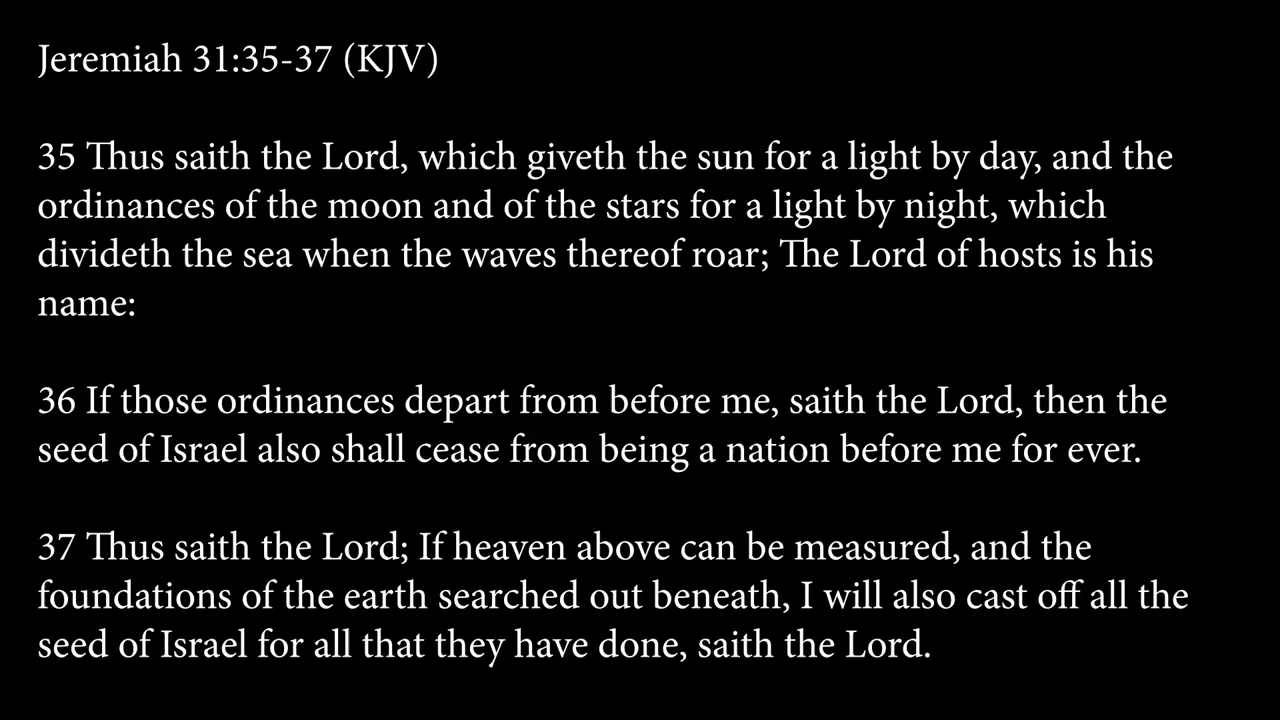 Jeremiah 31:35-37 (KJV)
35 Thus saith the Lord, which giveth the sun for a light by day, and the
ordinances of the moon and of the stars for a light by night, which
divideth the sea when the waves thereof roar; The Lord of hosts is his
name:
36 If those ordinances depart from before me, saith the Lord, then the
seed of Israel also shall cease from being a nation before me for ever.
37 Thus saith the Lord; If heaven above can be measured, and the
foundations of the earth searched out beneath, I will also cast off all the
seed of Israel for all that they have done, saith the Lord.